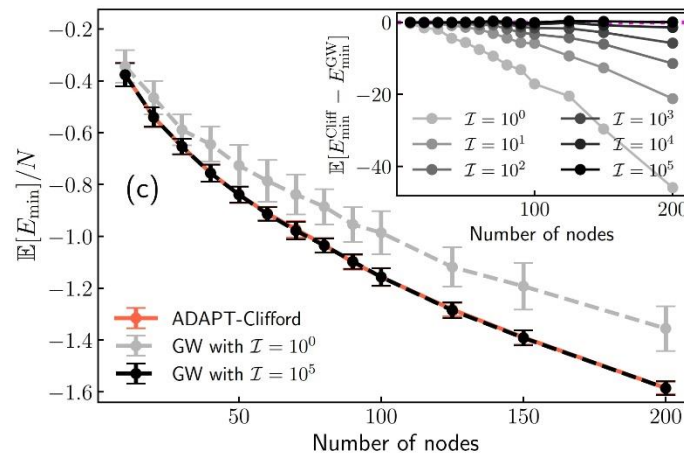 −0.2
−0.4
−0.6
−0.8
−1.0
−1.2
−1.4
−1.6
𝔼[E_min]/N
(c)
ADAPT-Clifford
GW with 𝓘 = 10^0
GW with 𝓘 = 10^5
50
100
150
200
Number of nodes
0
−20
−40
𝔼[E_min^Cliff − E_min^GW]
𝓘 = 10^0
𝓘 = 10^1
𝓘 = 10^2
𝓘 = 10^3
𝓘 = 10^4
𝓘 = 10^5
100
200
Number of nodes